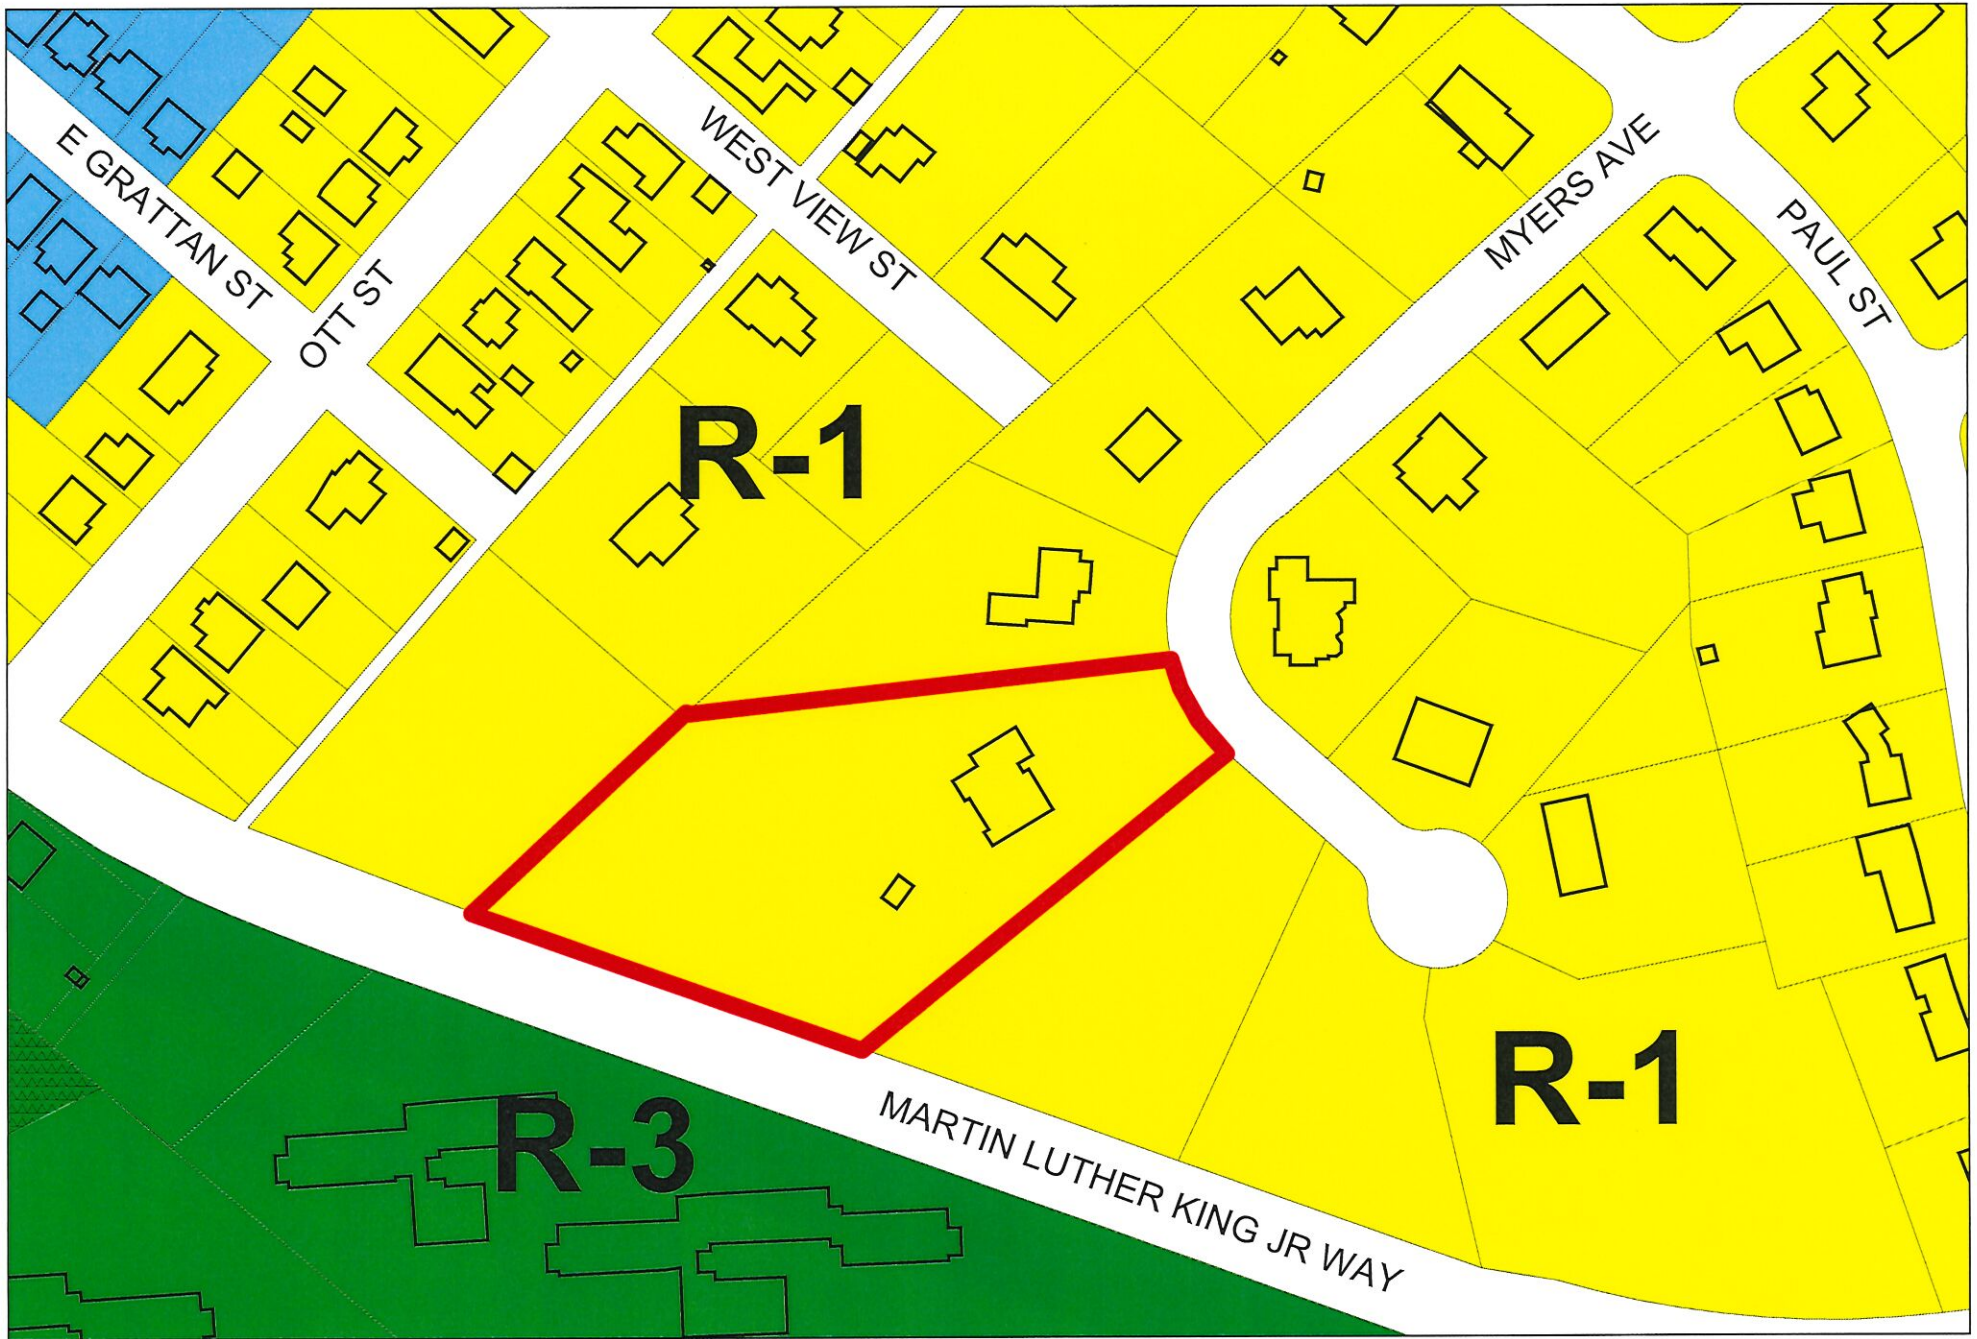 E GRATTAN ST
OTT ST
WEST VIEW ST
MYERS AVE
PAUL ST
R-1
R-1
R-3
MARTIN LUTHER KING JR WAY